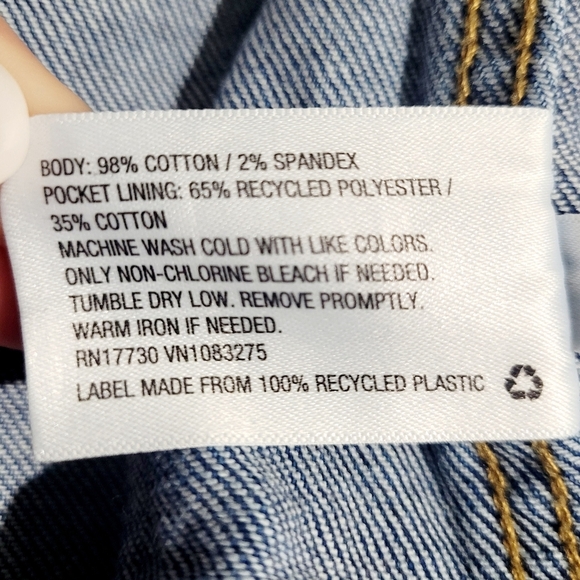 BODY: 98% COTTON / 2% SPANDEX
POCKET LINING: 65% RECYCLED POLYESTER /
35% COTTON
MACHINE WASH COLD WITH LIKE COLORS.
ONLY NON-CHLORINE BLEACH IF NEEDED.
TUMBLE DRY LOW. REMOVE PROMPTLY.
WARM IRON IF NEEDED.
RN17730 VN1083275
LABEL MADE FROM 100% RECYCLED PLASTIC